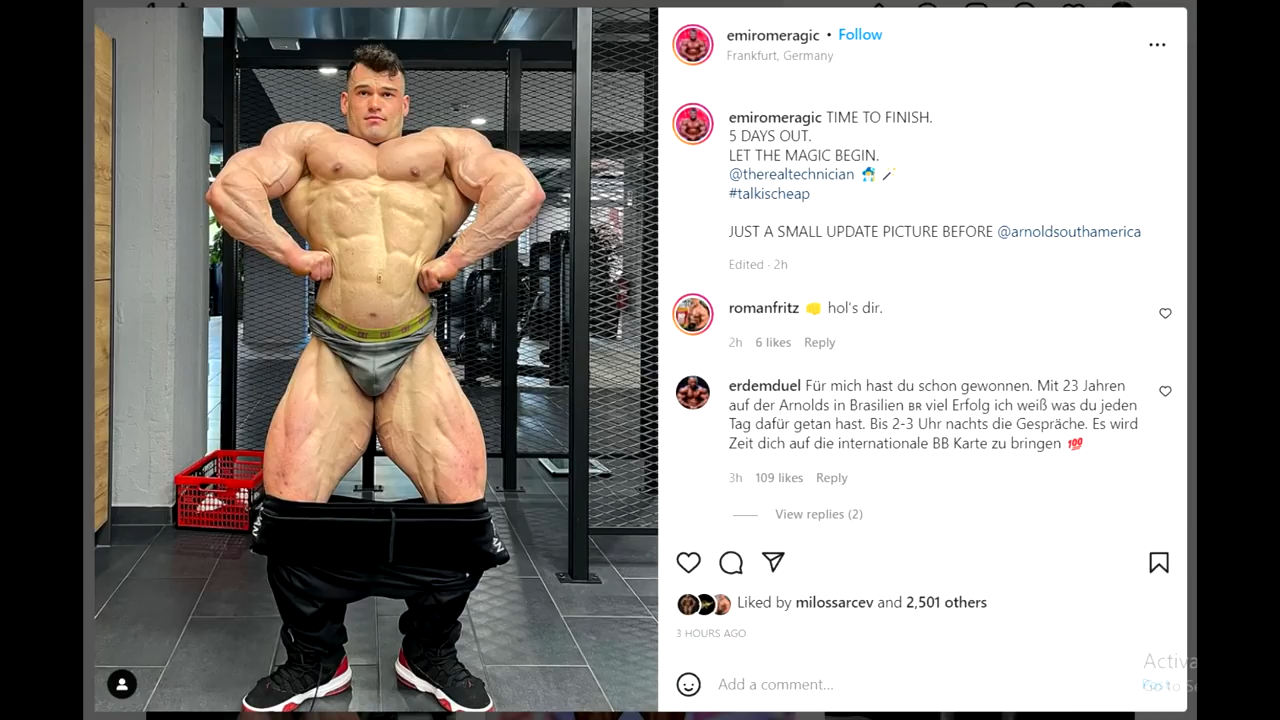 emiromeragic • Follow
Frankfurt, Germany
emiromeragic TIME TO FINISH.
5 DAYS OUT.
LET THE MAGIC BEGIN.
@therealtechnician
#talkischeap
JUST A SMALL UPDATE PICTURE BEFORE @arnoldsouthamerica
Edited · 2h
romanfritz 👊 hol's dir.
2h 6 likes Reply
erdemduel Für mich hast du schon gewonnen. Mit 23 Jahren
auf der Arnolds in Brasilien BR viel Erfolg ich weiß was du jeden
Tag dafür getan hast. Bis 2-3 Uhr nachts die Gespräche. Es wird
Zeit dich auf die internationale BB Karte zu bringen 💯
3h 109 likes Reply
View replies (2)
Liked by milossarcev and 2,501 others
3 HOURS AGO
Activa
Add a comment...
Go to Se